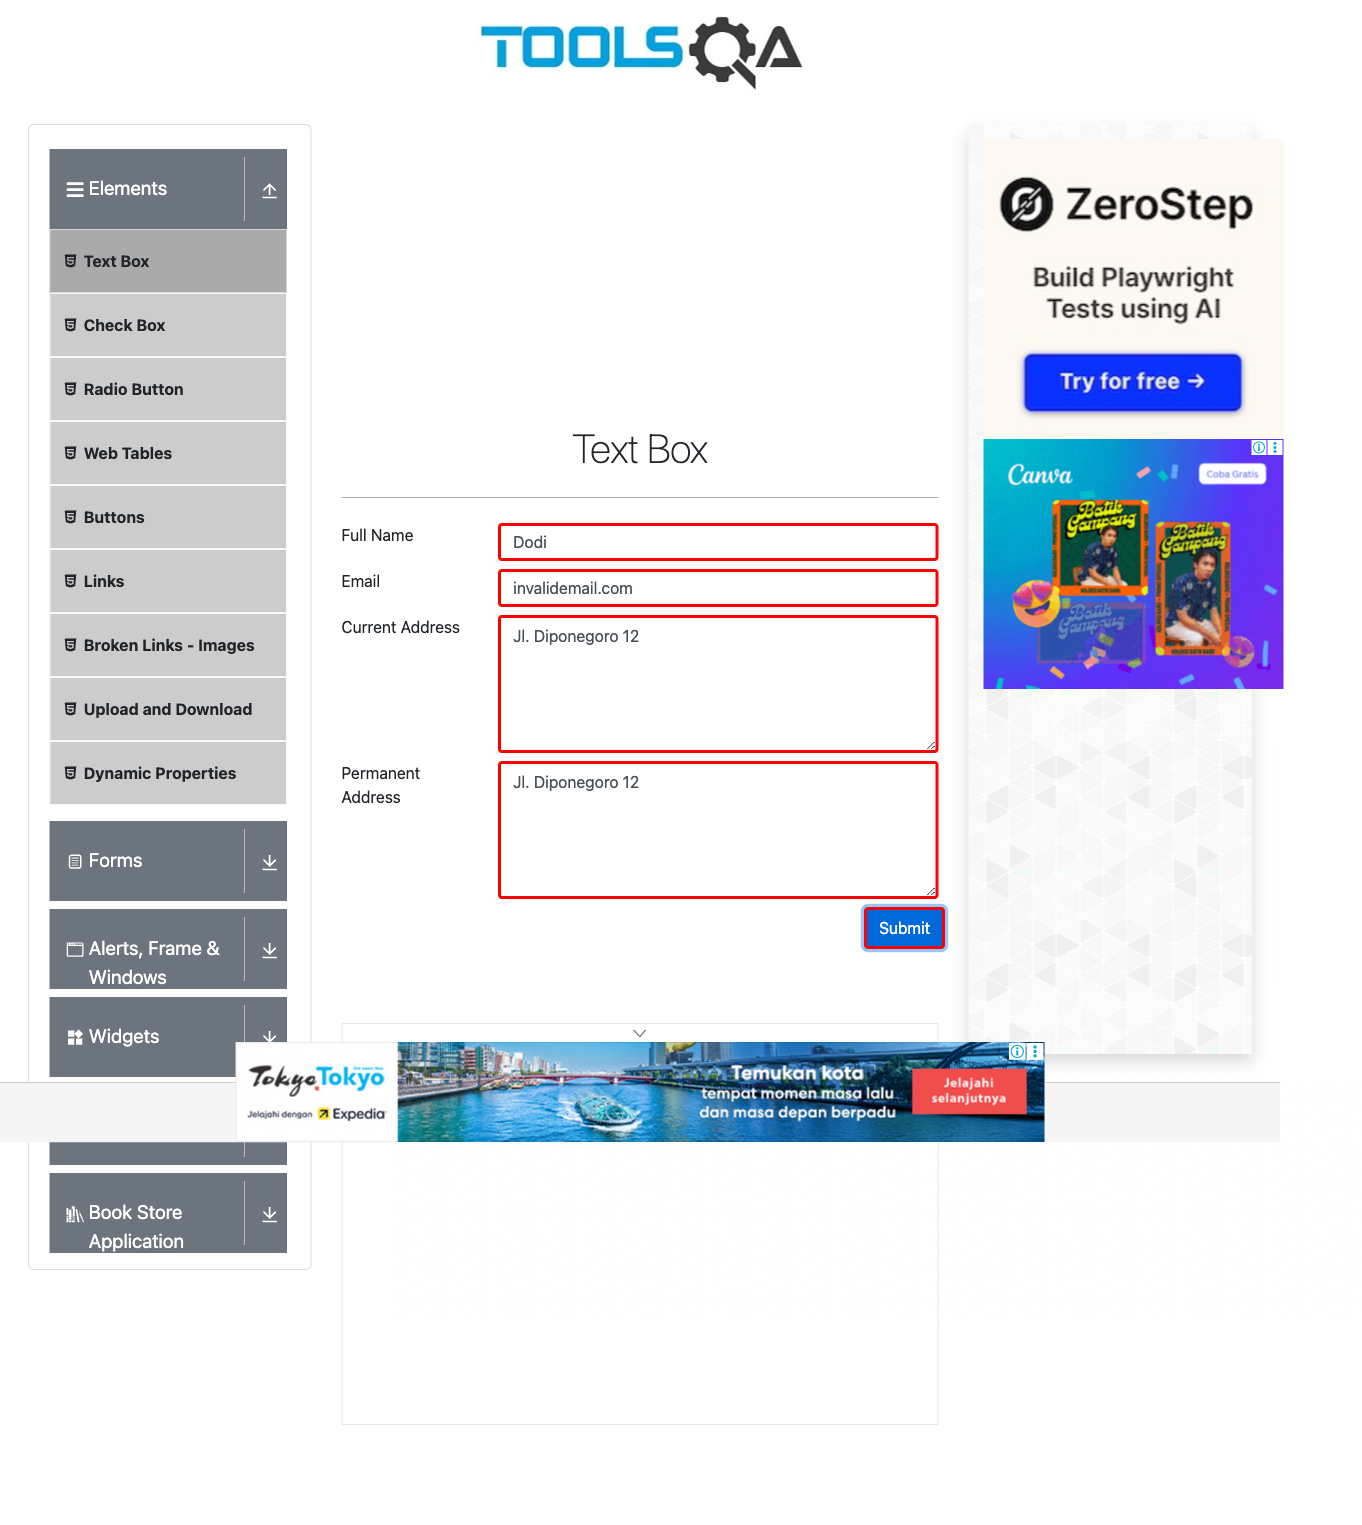 TOOLSQA
Elements
Text Box
Check Box
Radio Button
Web Tables
Buttons
Links
Broken Links - Images
Upload and Download
Dynamic Properties
Forms
Alerts, Frame &
Windows
Widgets
Book Store
Application
Text Box
Full Name
Dodi
Email
invalidemail.com
Current Address
Jl. Diponegoro 12
Permanent
Address
Jl. Diponegoro 12
Submit
ZeroStep
Build Playwright
Tests using AI
Try for free →
Canva
Coba Gratis
Batik
Gampang
Batik
Gampang
Batik
Gampang
Tokyo Tokyo
Jelajahi dengan Expedia
Temukan kota
tempat momen masa lalu
dan masa depan berpadu
Jelajahi
selanjutnya